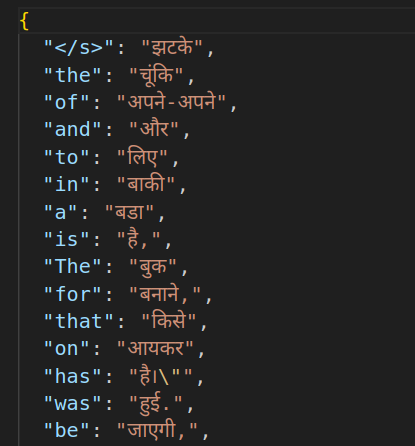 {
"</s>": "झटके",
"the": "चूंकि",
"of": "अपने-अपने",
"and": "और",
"to": "लिए",
"in": "बाकी",
"a": "बडा",
"is": "है,",
"The": "बुक",
"for": "बनाने,",
"that": "किसे",
"on": "आयकर",
"has": "है।\"",
"was": "हुई.",
"be": "जाएगी,",